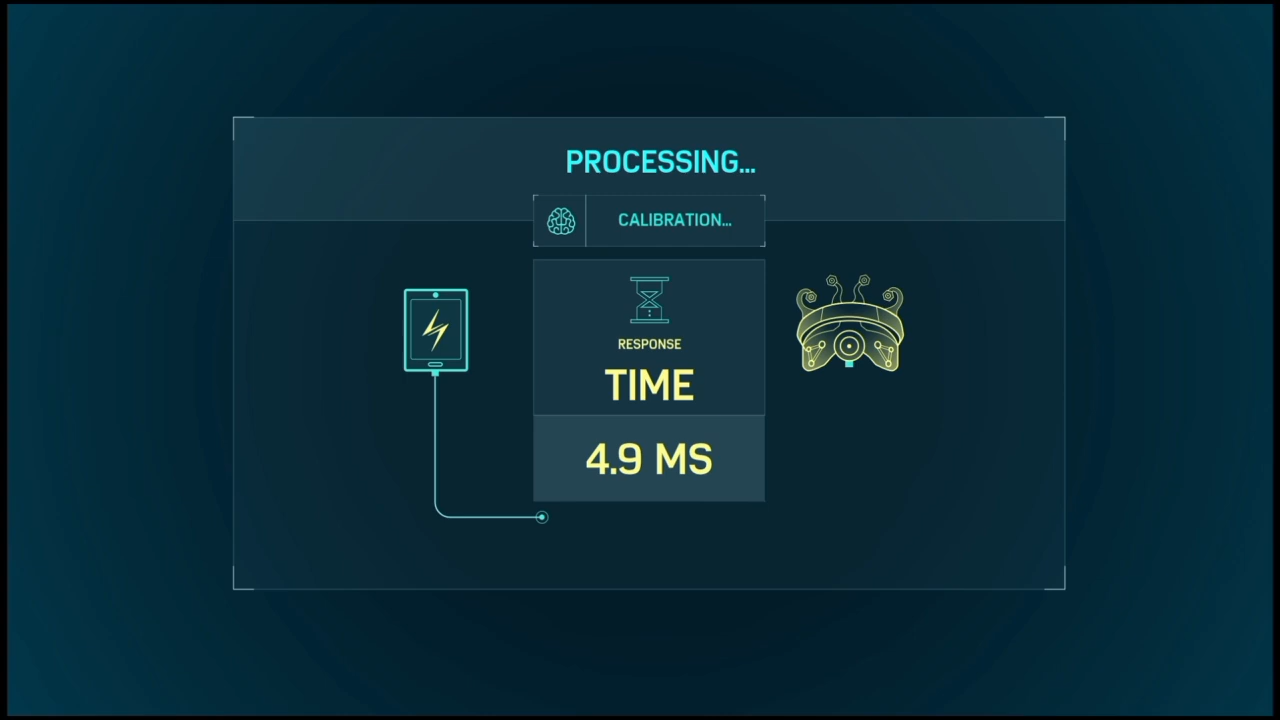 PROCESSING...
CALIBRATION...
RESPONSE
TIME
4.9 MS